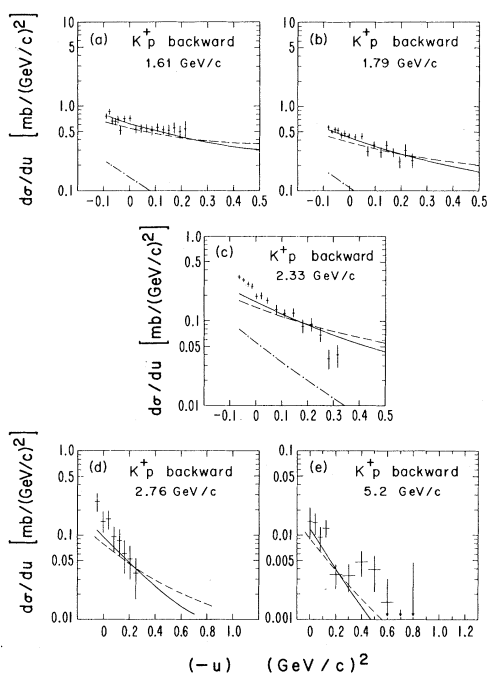 (a) K⁺p backward
1.61 GeV/c
10
1.0
0.5
0.1
-0.1 0 0.1 0.2 0.3 0.4 0.5
dσ/du [mb/(GeV/c)²]
(b) K⁺p backward
1.79 GeV/c
10
1.0
0.5
0.1
-0.1 0 0.1 0.2 0.3 0.4 0.5
(c) K⁺p backward
2.33 GeV/c
1.0
0.5
0.1
0.05
0.01
-0.1 0 0.1 0.2 0.3 0.4 0.5
dσ/du [mb/(GeV/c)²]
(d) K⁺p backward
2.76 GeV/c
1.0
0.5
0.1
0.05
0.01
0 0.2 0.4 0.6 0.8 1.0
dσ/du [mb/(GeV/c)²]
(e) K⁺p backward
5.2 GeV/c
0.1
0.05
0.01
0.005
0.001
0 0.2 0.4 0.6 0.8 1.0 1.2
(-u) (GeV/c)²